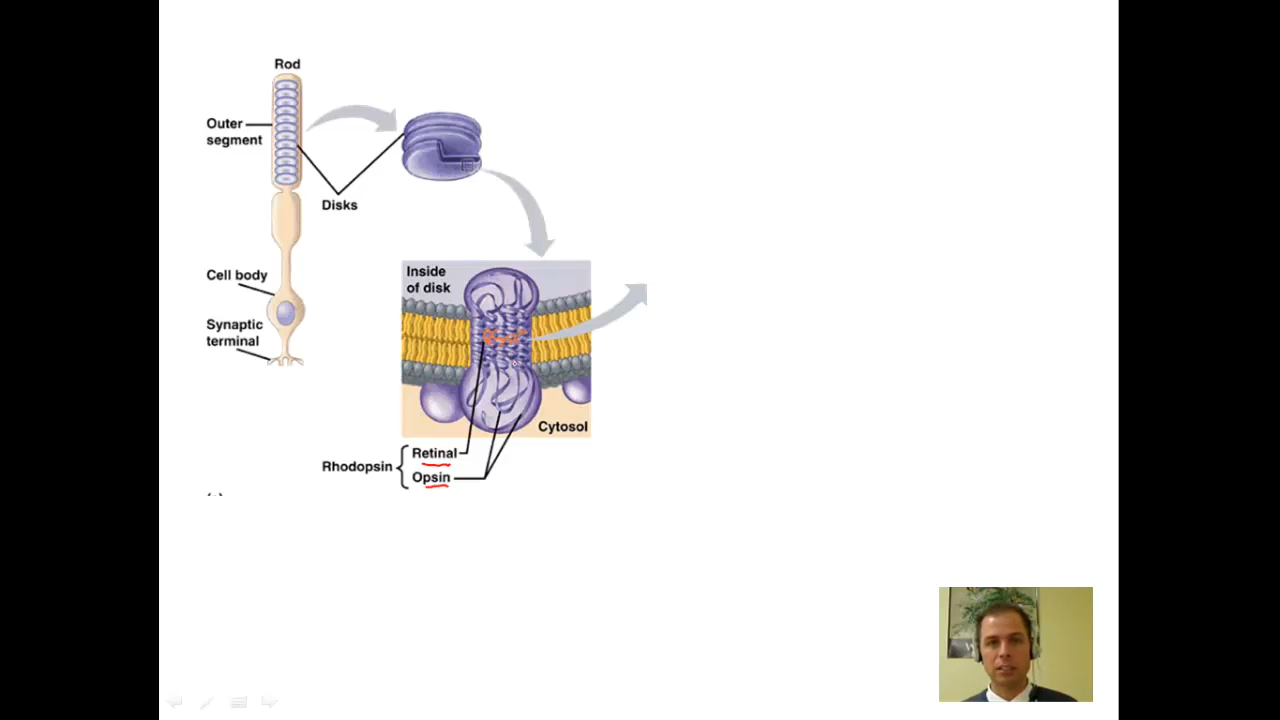 Rod
Outer
segment
Disks
Cell body
Inside
of disk
Synaptic
terminal
Cytosol
Retinal
Rhodopsin
Opsin